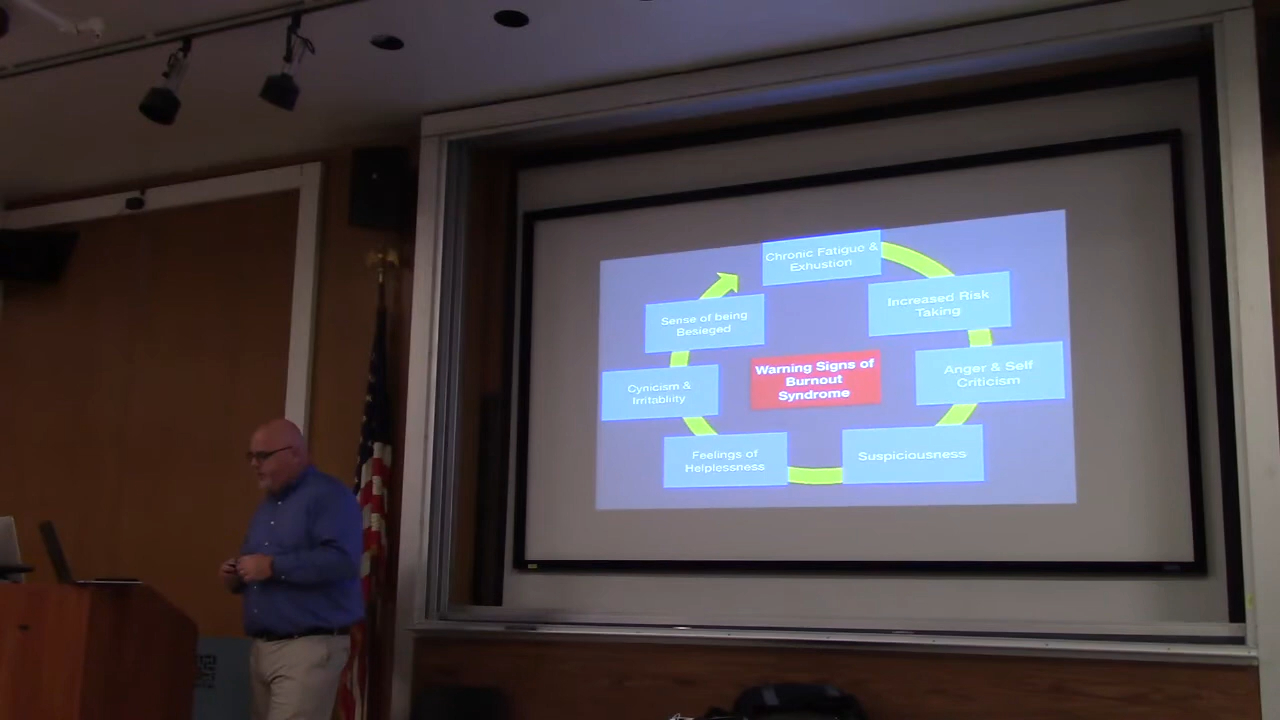 Chronic Fatigue &
Exhustion
Increased Risk
Taking
Anger & Self
Criticism
Suspiciousness
Feelings of
Helplessness
Cynicism &
Irritabliity
Sense of being
Besieged
Warning Signs of
Burnout
Syndrome